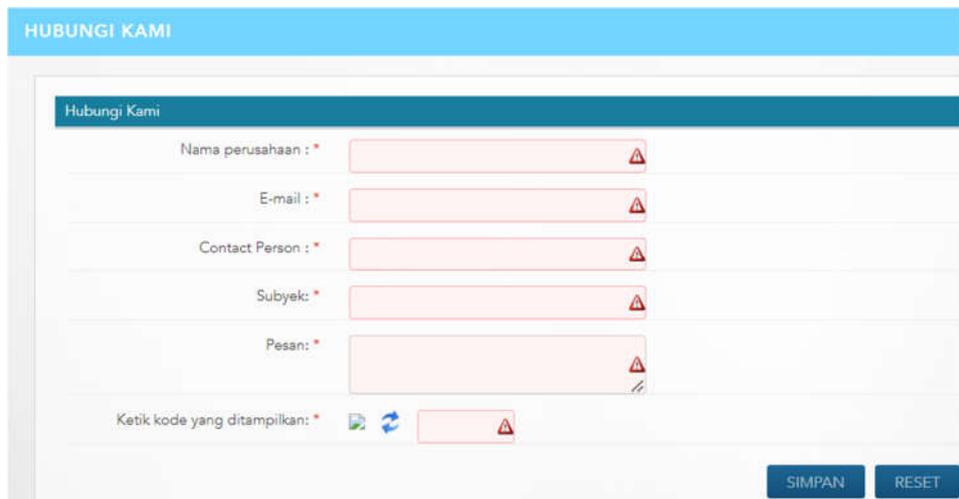 HUBUNGI KAMI
Hubungi Kami
Nama perusahaan : *
E-mail : *
Contact Person : *
Subyek: *
Pesan: *
Ketik kode yang ditampilkan: *
SIMPAN RESET